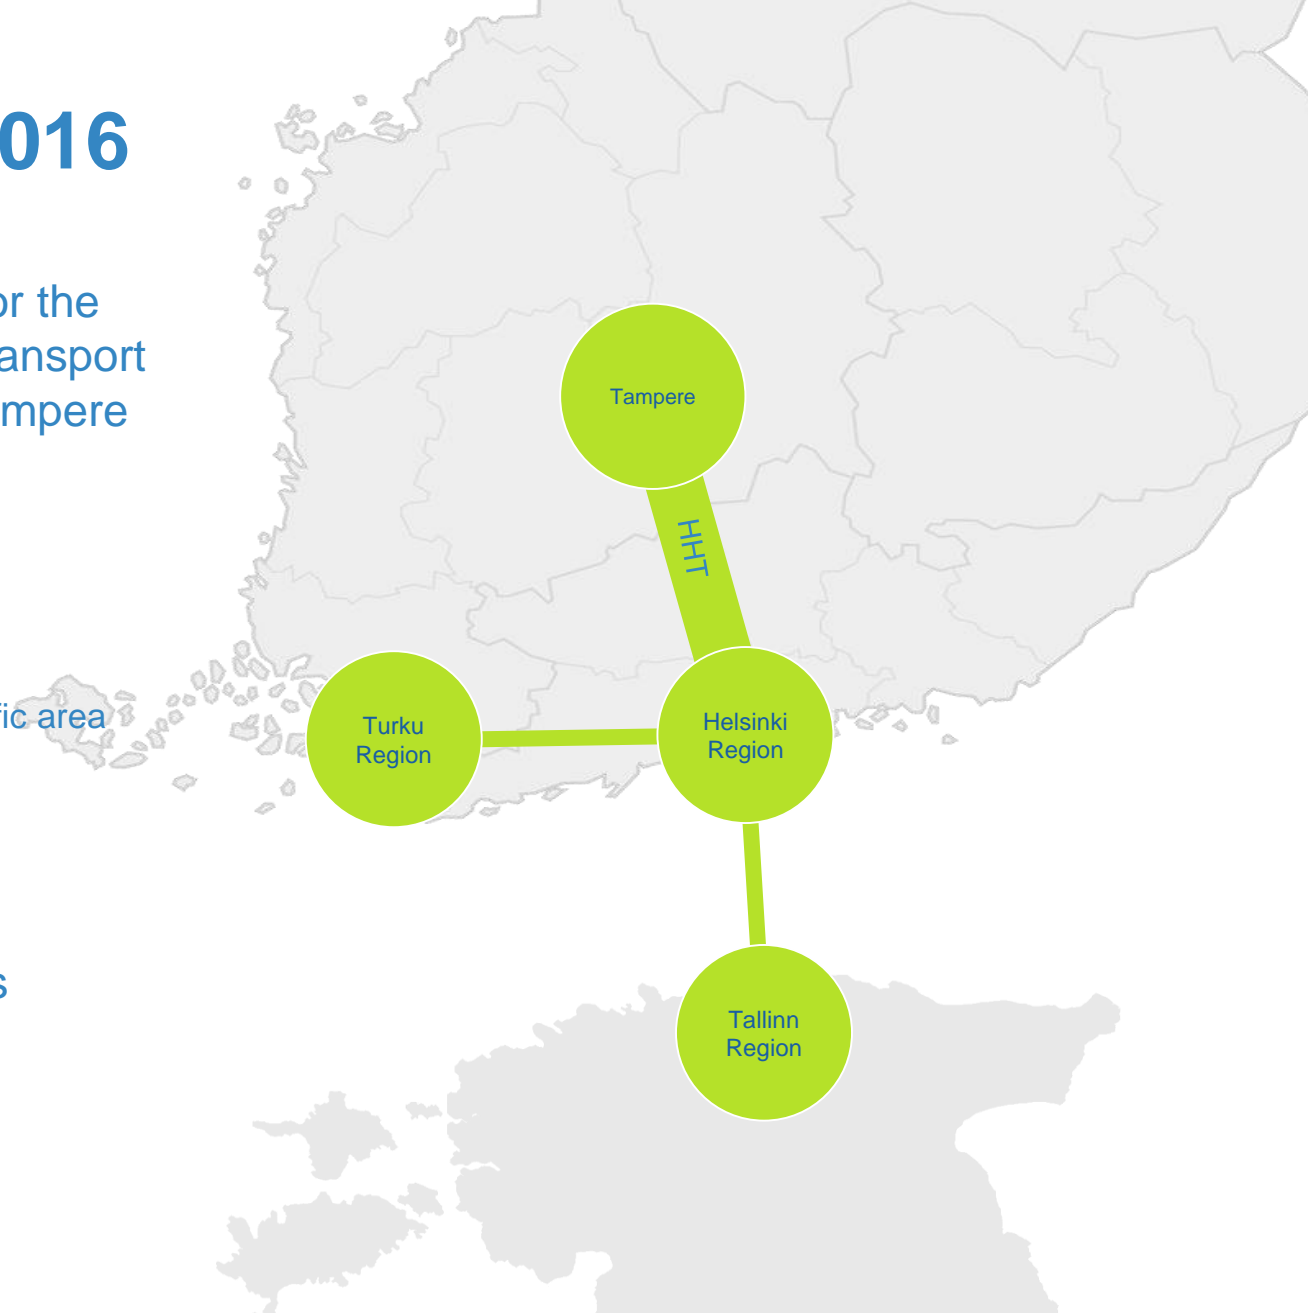 016
or the
ansport
mpere
fic area
s
Tampere
HHT
Turku
Region
Helsinki
Region
Tallinn
Region